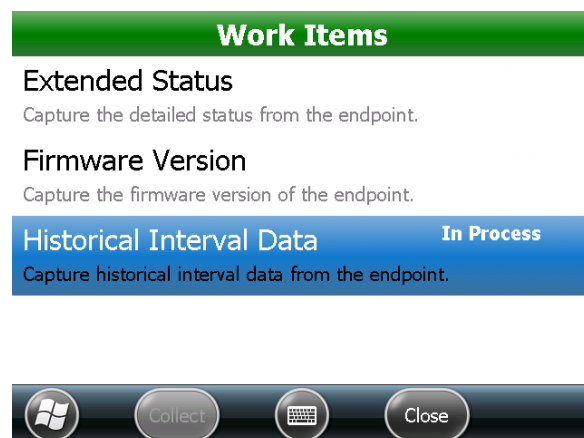 Work Items
Extended Status
Capture the detailed status from the endpoint.
Firmware Version
Capture the firmware version of the endpoint.
Historical Interval Data In Process
Capture historical interval data from the endpoint.
Collect Close